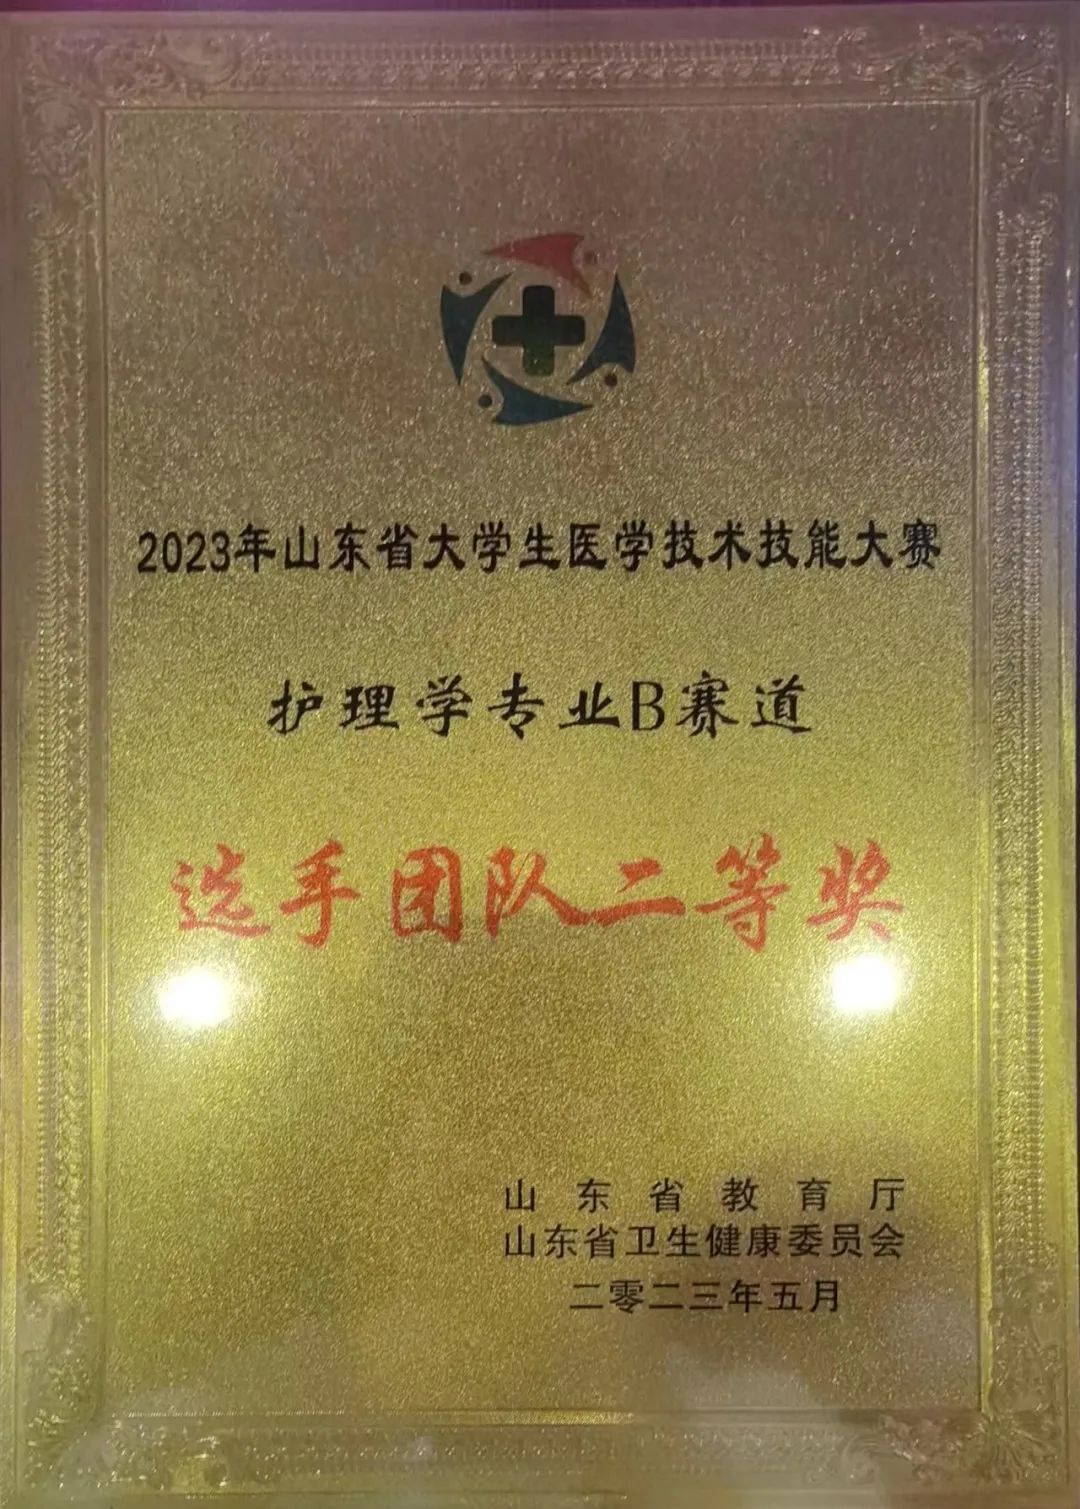 2023年山东省大学生医学技术技能大赛
护理学专业B赛道
选手团队二等奖
山东省教育厅
山东省卫生健康委员会
二零二三年五月